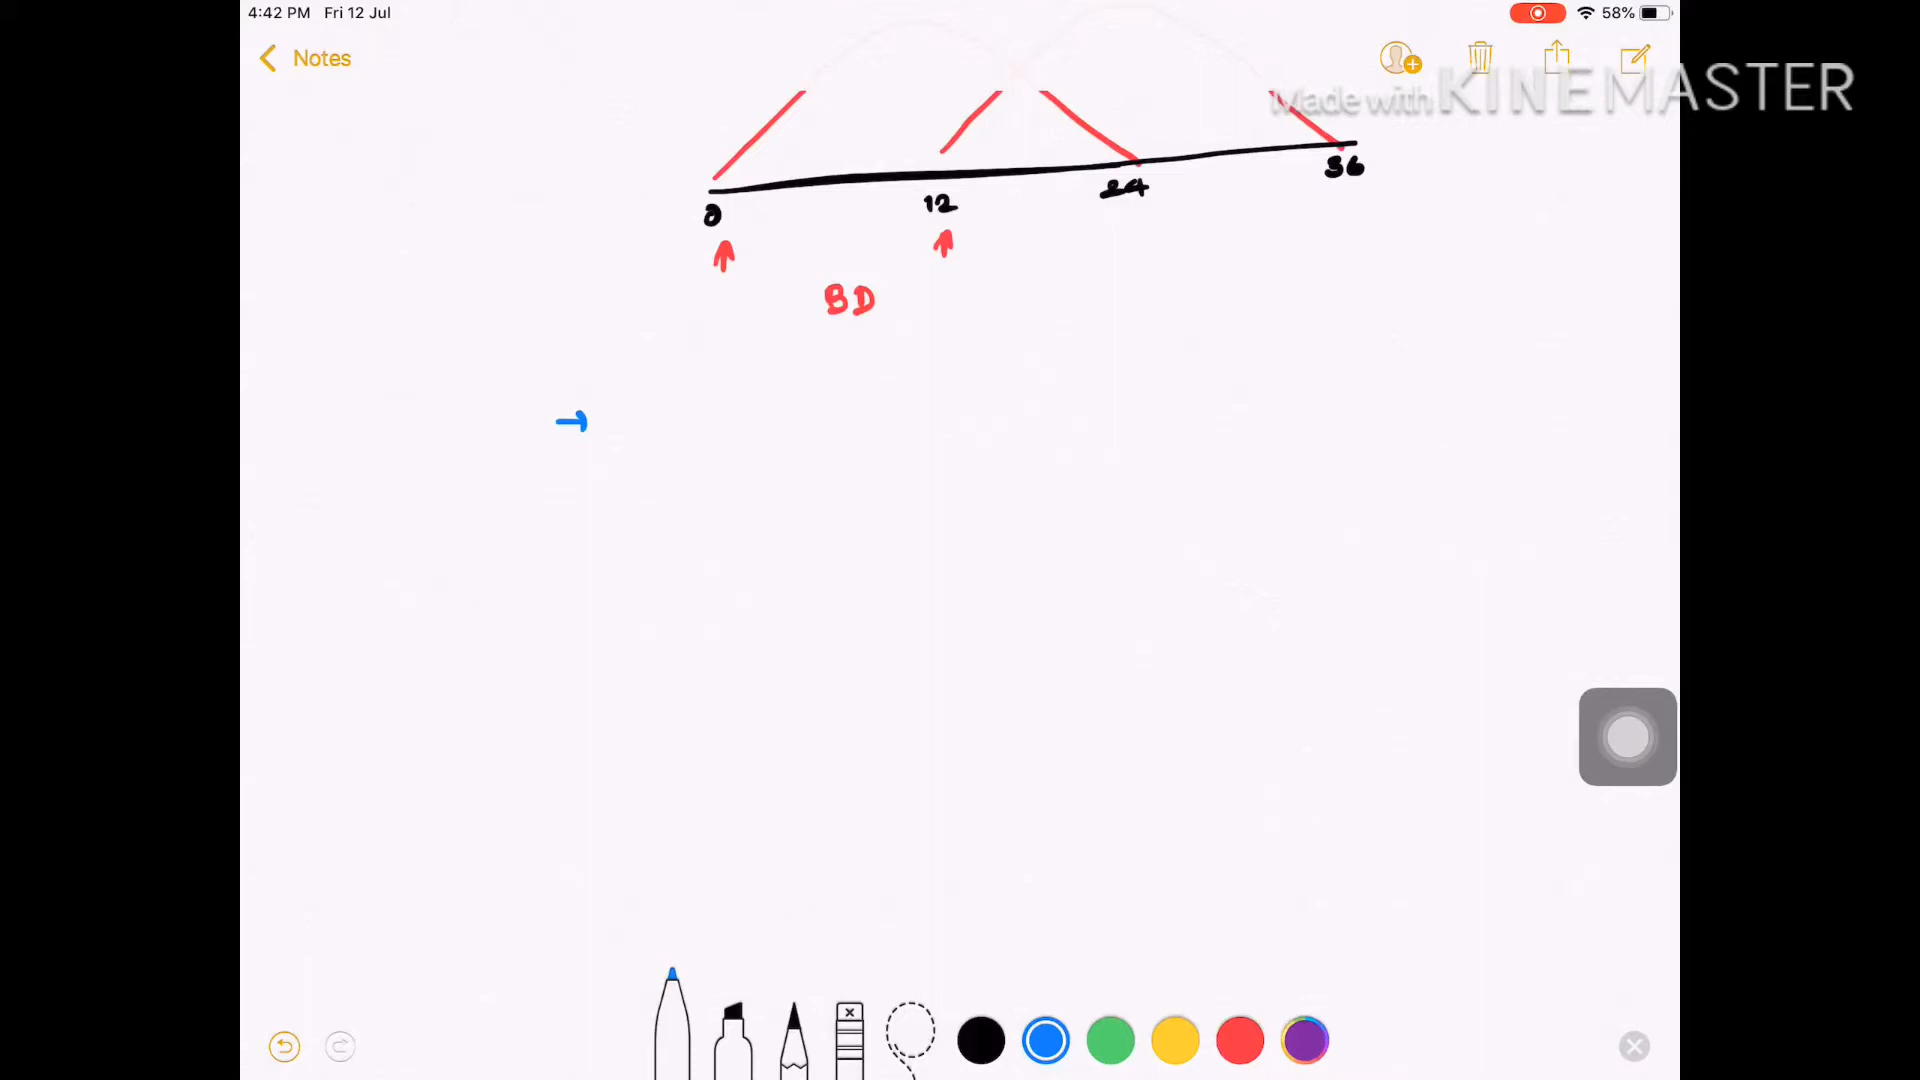 4:42 PM Fri 12 Jul
58%
Notes
Made with KINEMASTER
36
24
12
0
BD